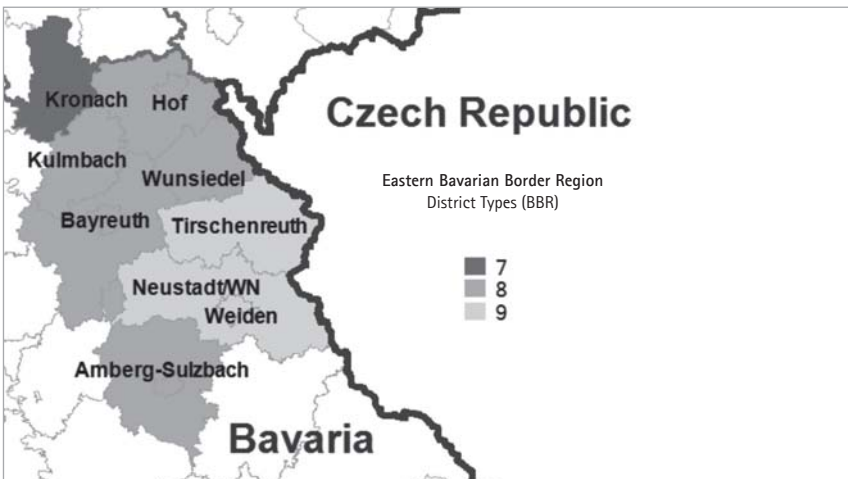 Kronach
Hof
Czech Republic
Kulmbach
Wunsiedel
Eastern Bavarian Border Region
District Types (BBR)
Bayreuth
Tirschenreuth
7
8
9
Neustadt/WN
Weiden
Amberg-Sulzbach
Bavaria